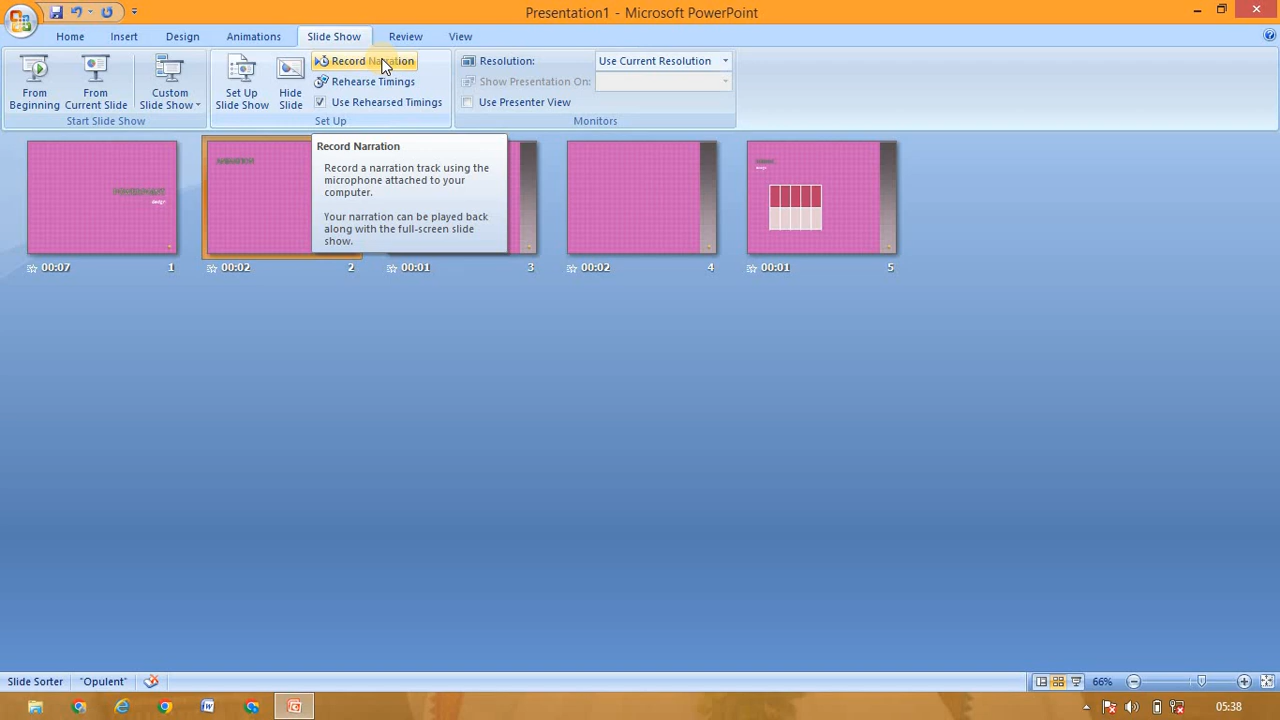 Presentation1 - Microsoft PowerPoint
Home Insert Design Animations Slide Show Review View
From Beginning
From Current Slide
Custom Slide Show
Start Slide Show
Set Up Slide Show
Hide Slide
Record Narration
Rehearse Timings
Use Rehearsed Timings
Set Up
Resolution: Use Current Resolution
Show Presentation On:
Use Presenter View
Monitors
Record Narration
Record a narration track using the
microphone attached to your
computer.
Your narration can be played back
along with the full-screen slide
show.
POWERPOINT
design
ANIMATION
00:07 1
00:02 2
00:01 3
00:02 4
00:01 5
Slide Sorter "Opulent" 66%
05:38